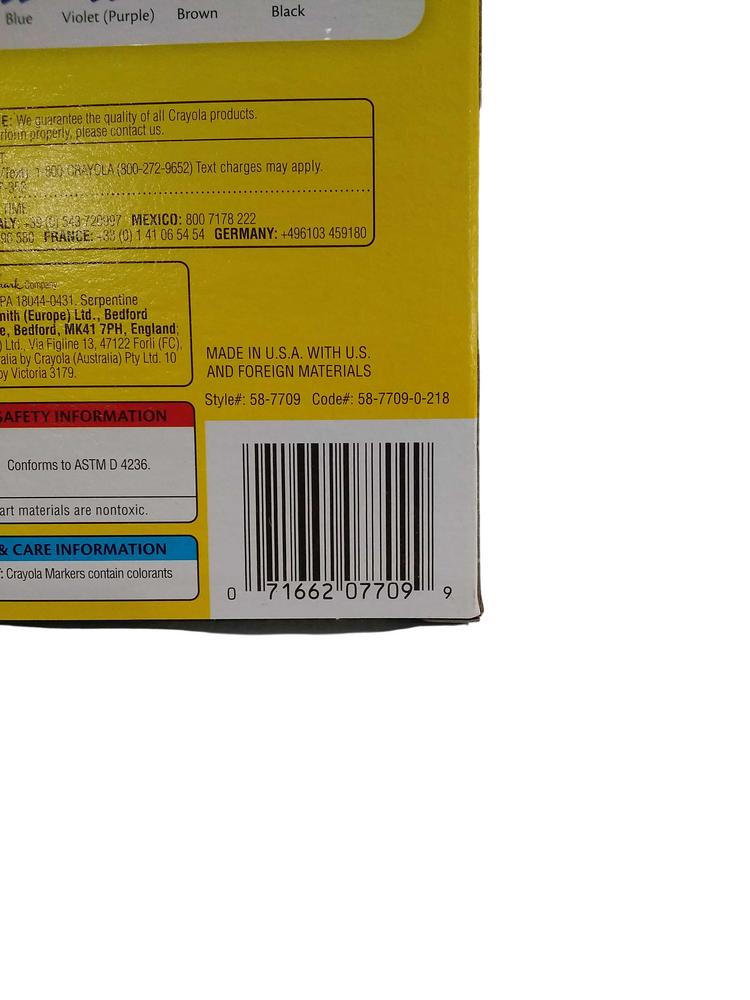 Blue Violet (Purple) Brown Black
E: We guarantee the quality of all Crayola products.
properly, please contact us.
1-800 CRAYOLA (800-272-9652) Text charges may apply.
TIME
MEXICO: 800 7178 222
FRANCE: +33 (0) 1 41 06 54 54 GERMANY: +496103 459180
Company
PA 18044-0431. Serpentine
mith (Europe) Ltd., Bedford
e, Bedford, MK41 7PH, England;
) Ltd., Via Figline 13, 47122 Forlì (FC),
ralia by Crayola (Australia) Pty Ltd. 10
by Victoria 3179.
MADE IN U.S.A. WITH U.S.
AND FOREIGN MATERIALS
Style#: 58-7709 Code#: 58-7709-0-218
SAFETY INFORMATION
Conforms to ASTM D 4236.
art materials are nontoxic.
& CARE INFORMATION
: Crayola Markers contain colorants
0 71662 07709 9